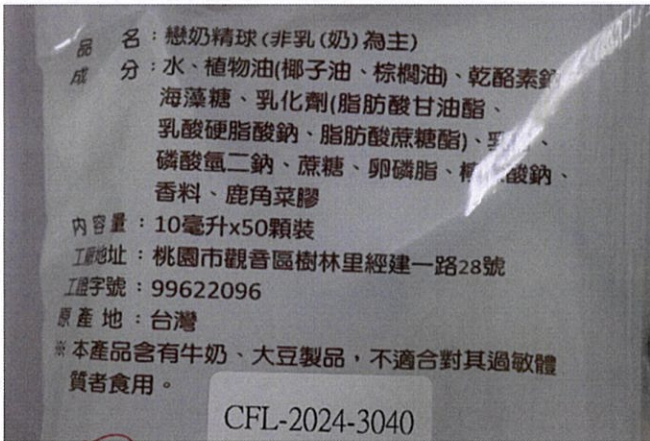 品 名：戀奶精球(非乳(奶)為主)
成 分：水、植物油(椰子油、棕櫚油)、乾酪素鈉
海藻糖、乳化劑(脂肪酸甘油酯、
乳酸硬脂酸鈉、脂肪酸蔗糖酯)、乳、
磷酸氫二鈉、蔗糖、卵磷脂、酸鈉、
香料、鹿角菜膠
內容量：10毫升x50顆裝
工廠地址：桃園市觀音區樹林里經建一路28號
工證字號：99622096
原產地：台灣
※本產品含有牛奶、大豆製品，不適合對其過敏體
質者食用。
CFL-2024-3040